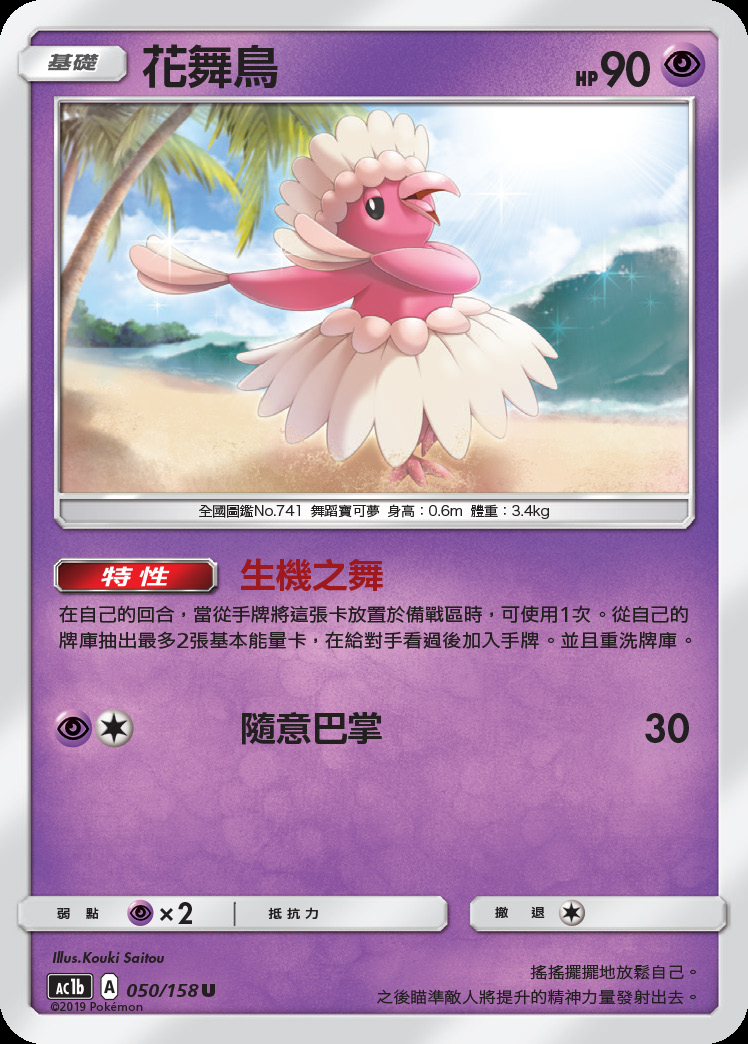 基礎 花舞鳥 HP 90
全國圖鑑No.741 舞蹈寶可夢 身高：0.6m 體重：3.4kg
特性 生機之舞
在自己的回合，當從手牌將這張卡放置於備戰區時，可使用1次。從自己的
牌庫抽出最多2張基本能量卡，在給對手看過後加入手牌。並且重洗牌庫。
隨意巴掌 30
弱點 ×2 抵抗力 撤退
Illus.Kouki Saitou
AC1b A 050/158 U
©2019 Pokémon
搖搖擺擺地放鬆自己。
之後瞄準敵人將提升的精神力量發射出去。